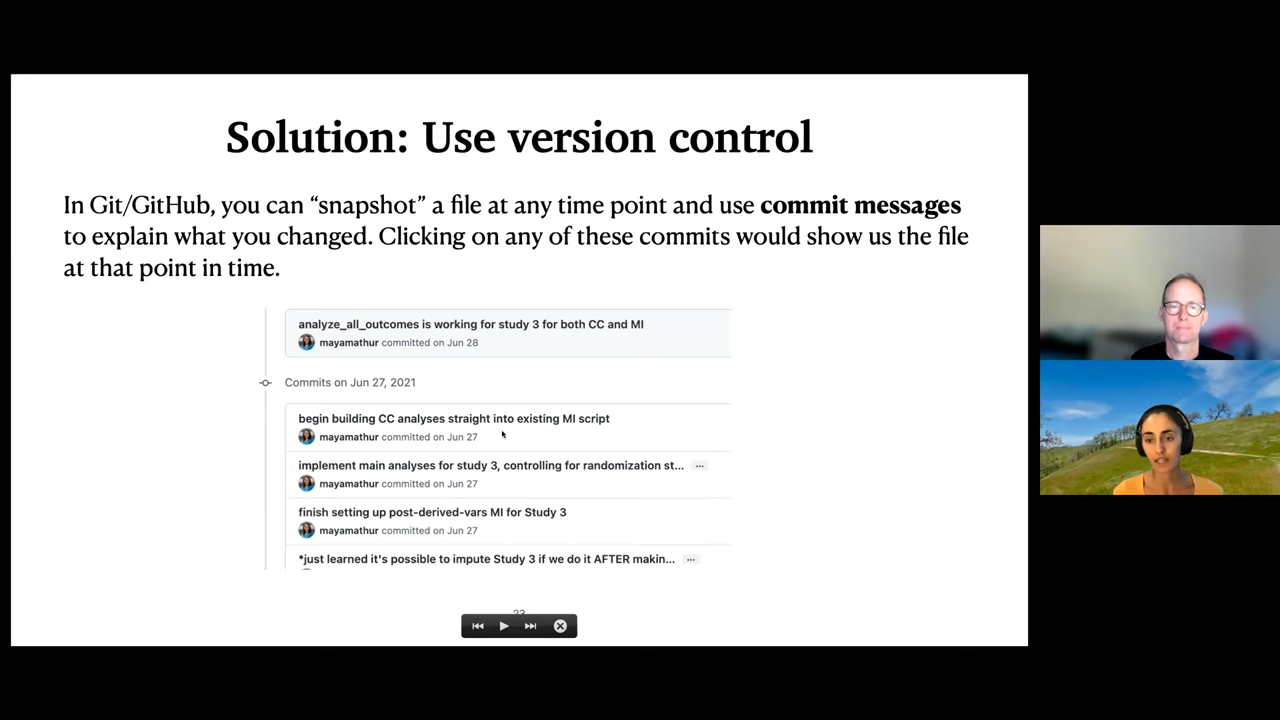 Solution: Use version control
In Git/GitHub, you can “snapshot” a file at any time point and use commit messages
to explain what you changed. Clicking on any of these commits would show us the file
at that point in time.
analyze_all_outcomes is working for study 3 for both CC and MI
mayamathur committed on Jun 28
Commits on Jun 27, 2021
begin building CC analyses straight into existing MI script
mayamathur committed on Jun 27
implement main analyses for study 3, controlling for randomization st... ...
mayamathur committed on Jun 27
finish setting up post-derived-vars MI for Study 3
mayamathur committed on Jun 27
*just learned it's possible to impute Study 3 if we do it AFTER makin... ...
23